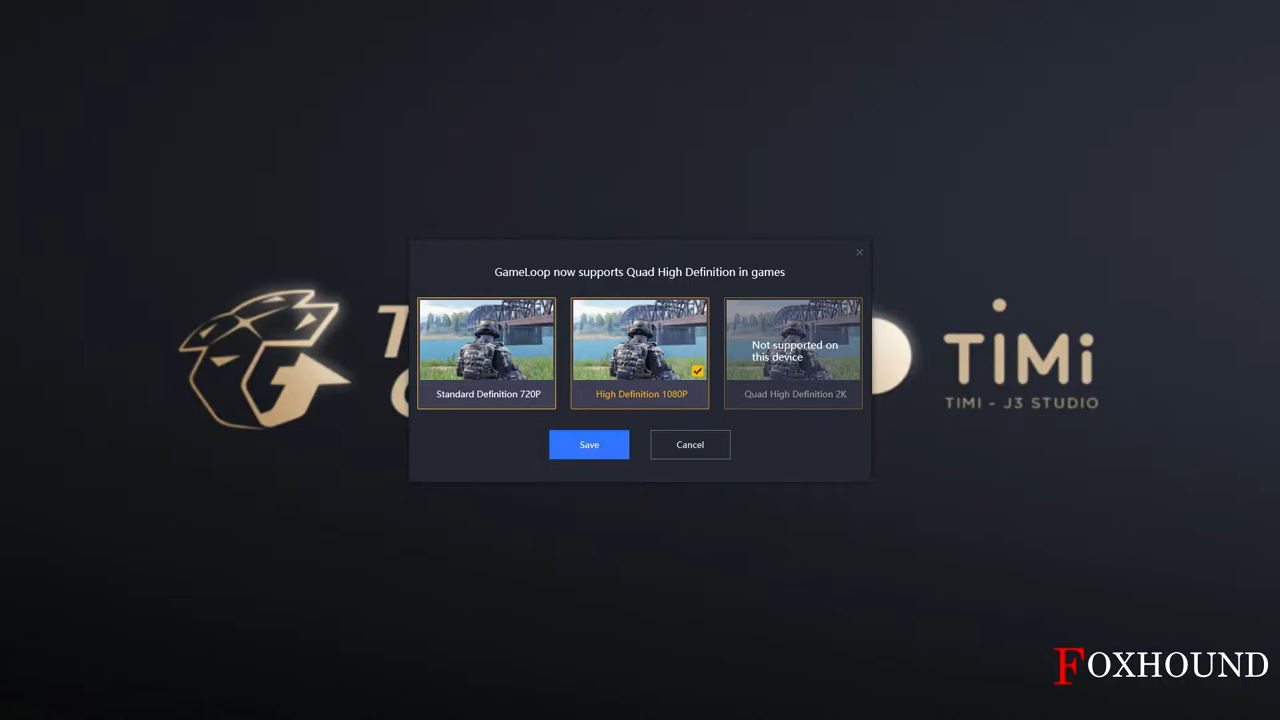 GameLoop now supports Quad High Definition in games
Not supported on
this device
Standard Definition 720P
High Definition 1080P
Quad High Definition 2K
Save
Cancel
TiMi
TIMI - J3 STUDIO
FOXHOUND